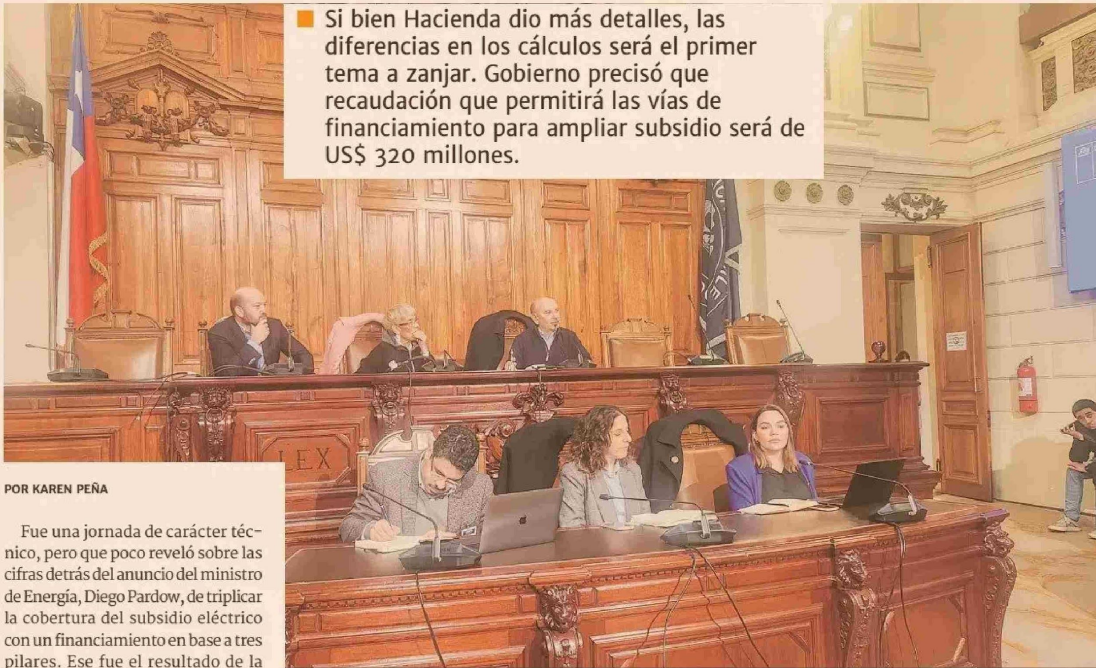 Si bien Hacienda dio más detalles, las
diferencias en los cálculos será el primer
tema a zanjar. Gobierno precisó que
recaudación que permitirá las vías de
financiamiento para ampliar subsidio será de
US$ 320 millones.
LEX
POR KAREN PEÑA
Fue una jornada de carácter téc-
nico, pero que poco reveló sobre las
cifras detrás del anuncio del ministro
de Energía, Diego Pardow, de triplicar
la cobertura del subsidio eléctrico
con un financiamiento en base a tres
pilares. Ese fue el resultado de la